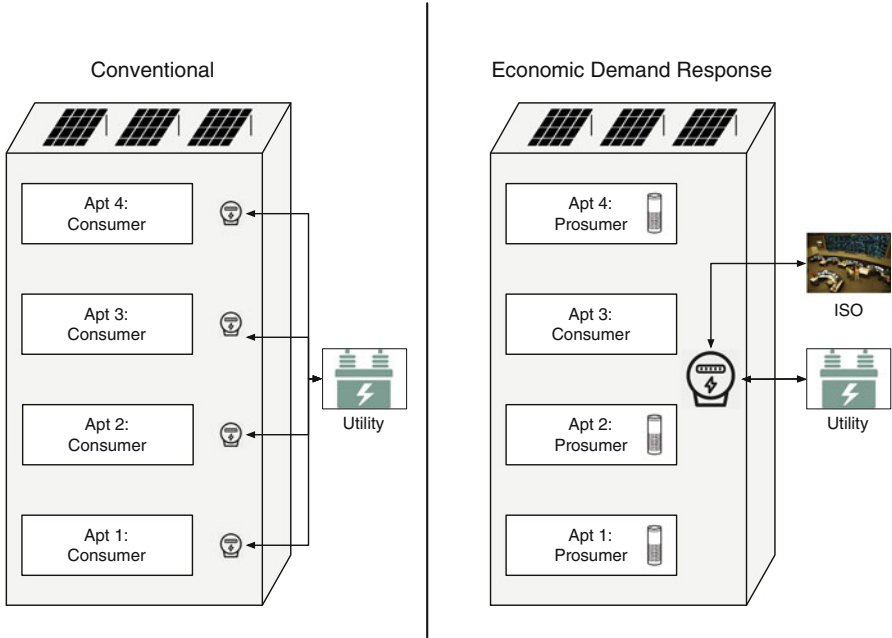 Conventional
Apt 4:
Consumer
Apt 3:
Consumer
Apt 2:
Consumer
Apt 1:
Consumer
Utility
Economic Demand Response
Apt 4:
Prosumer
Apt 3:
Consumer
Apt 2:
Prosumer
Apt 1:
Prosumer
ISO
Utility